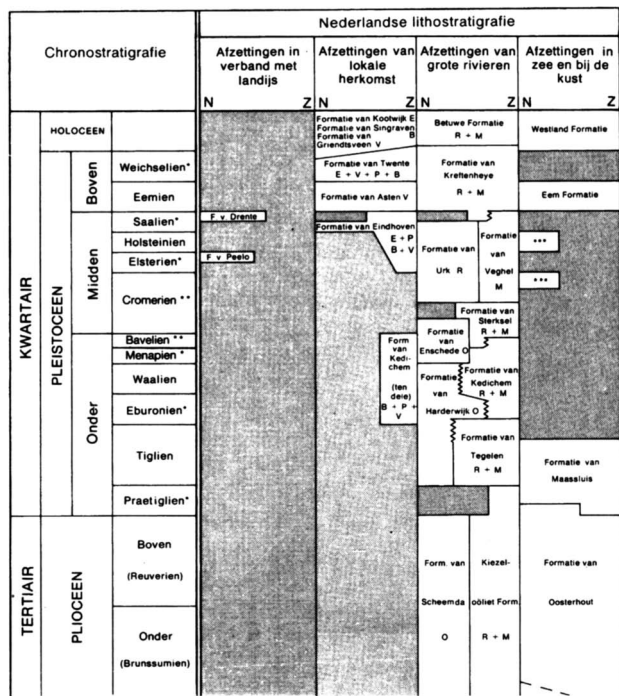 Nederlandse lithostratigrafie
Chronostratigrafie
Afzettingen in
verband met
landijs
N Z
Afzettingen van
lokale
herkomst
N Z
Afzettingen van
grote rivieren
N Z
Afzettingen in
zee en bij de
kust
N Z
KWARTAIR
HOLOCEEN
Formatie van Kootwijk E
Formatie van Singraven
Formatie van B
Griendtsveen V
Betuwe Formatie
R + M
Westland Formatie
PLEISTOCEEN
Boven
Weichselien*
Formatie van Twente
E + V + P + B
Formatie van
Kreftenheye
R + M
Eemien
Formatie van Asten V
Eem Formatie
Midden
Saalien*
F v. Drente
Formatie van Eindhoven
E + P
B + V
Holsteinien
***
Elsterien*
F v Peelo
***
Cromerien**
Formatie
van
Urk R
Formatie
van
Veghel
M
Formatie van
Sterksel
R + M
Onder
Bavelien**
Menapien*
Waalien
Eburonien*
Tiglien
Praetiglien*
Form
van
Kedi-
chem
(ten
dele)
B + P +
V
Formatie
van
Enschede O
Formatie van
Kedichem
R + M
Formatie
van
Harderwijk O
Formatie van
Tegelen
R + M
Formatie van
Maassluis
TERTIAIR
PLIOCEEN
Boven
(Reuverien)
Onder
(Brunssumien)
Form. van
Scheemda
O
Kiezel-
oöliet Form.
R + M
Formatie van
Oosterhout